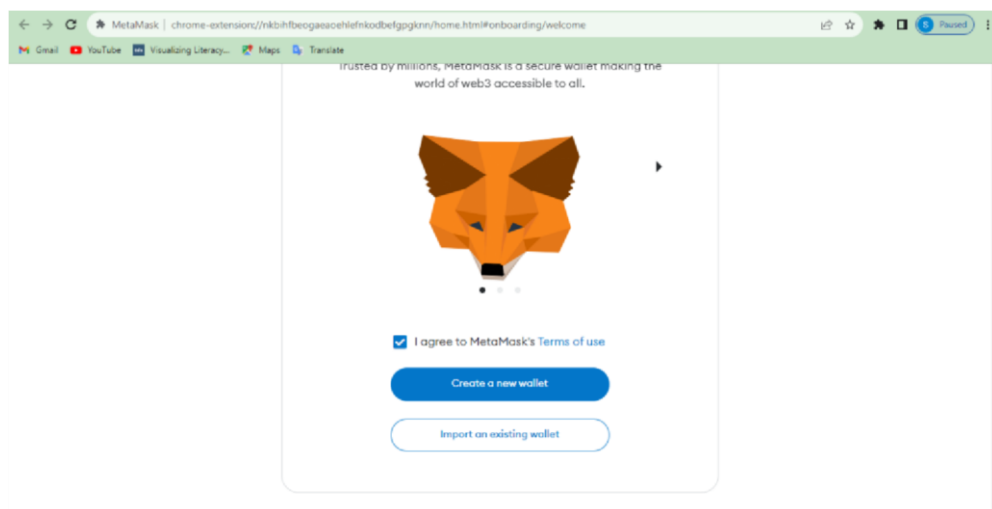 MetaMask | chrome-extension://nkbihfbeogaeaoehlefnkodbefgpgknn/home.html#onboarding/welcome
S Paused
Gmail YouTube Visualizing Literacy... Maps Translate
Trusted by millions, MetaMask is a secure wallet making the
world of web3 accessible to all.
I agree to MetaMask's Terms of use
Create a new wallet
Import an existing wallet